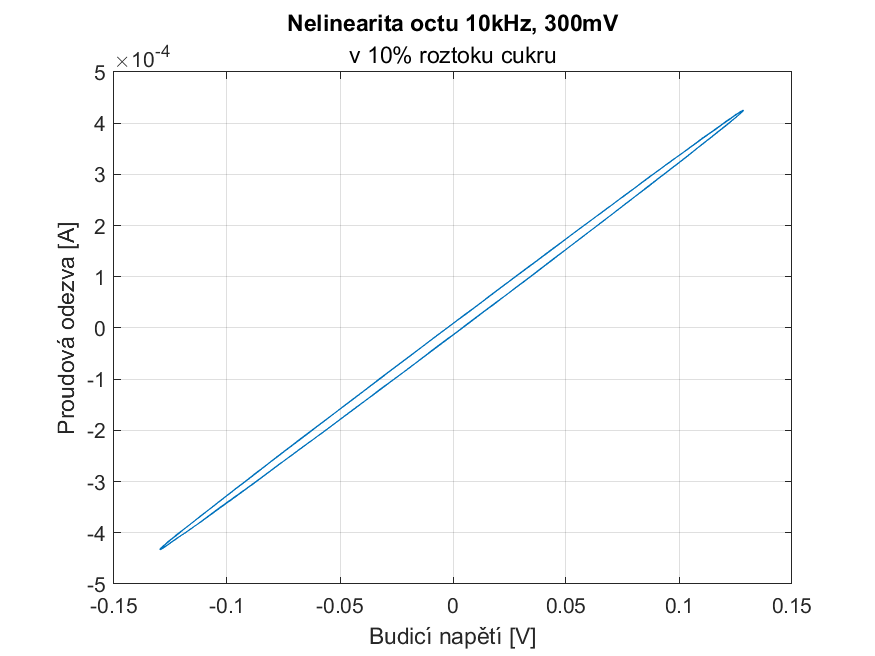 Nelinearita octu 10kHz, 300mV
v 10% roztoku cukru
×10-4
5
4
3
2
1
0
-1
-2
-3
-4
-5
Proudová odezva [A]
-0.15 -0.1 -0.05 0 0.05 0.1 0.15
Budicí napětí [V]